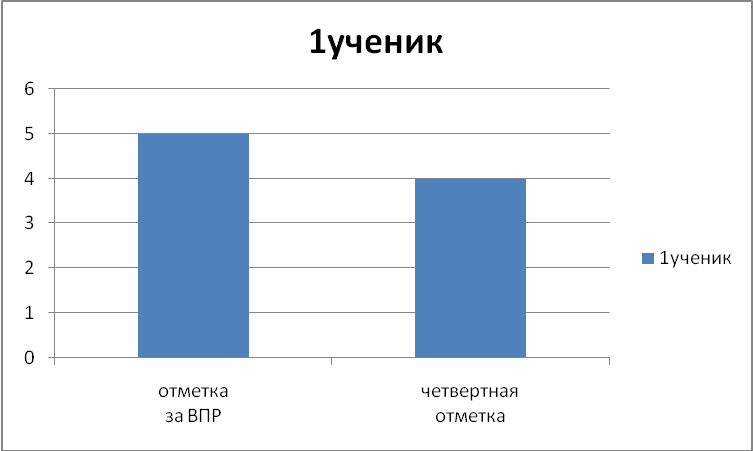 1ученик
6
5
4
3
2
1
0
отметка
за ВПР
четвертная
отметка
1ученик